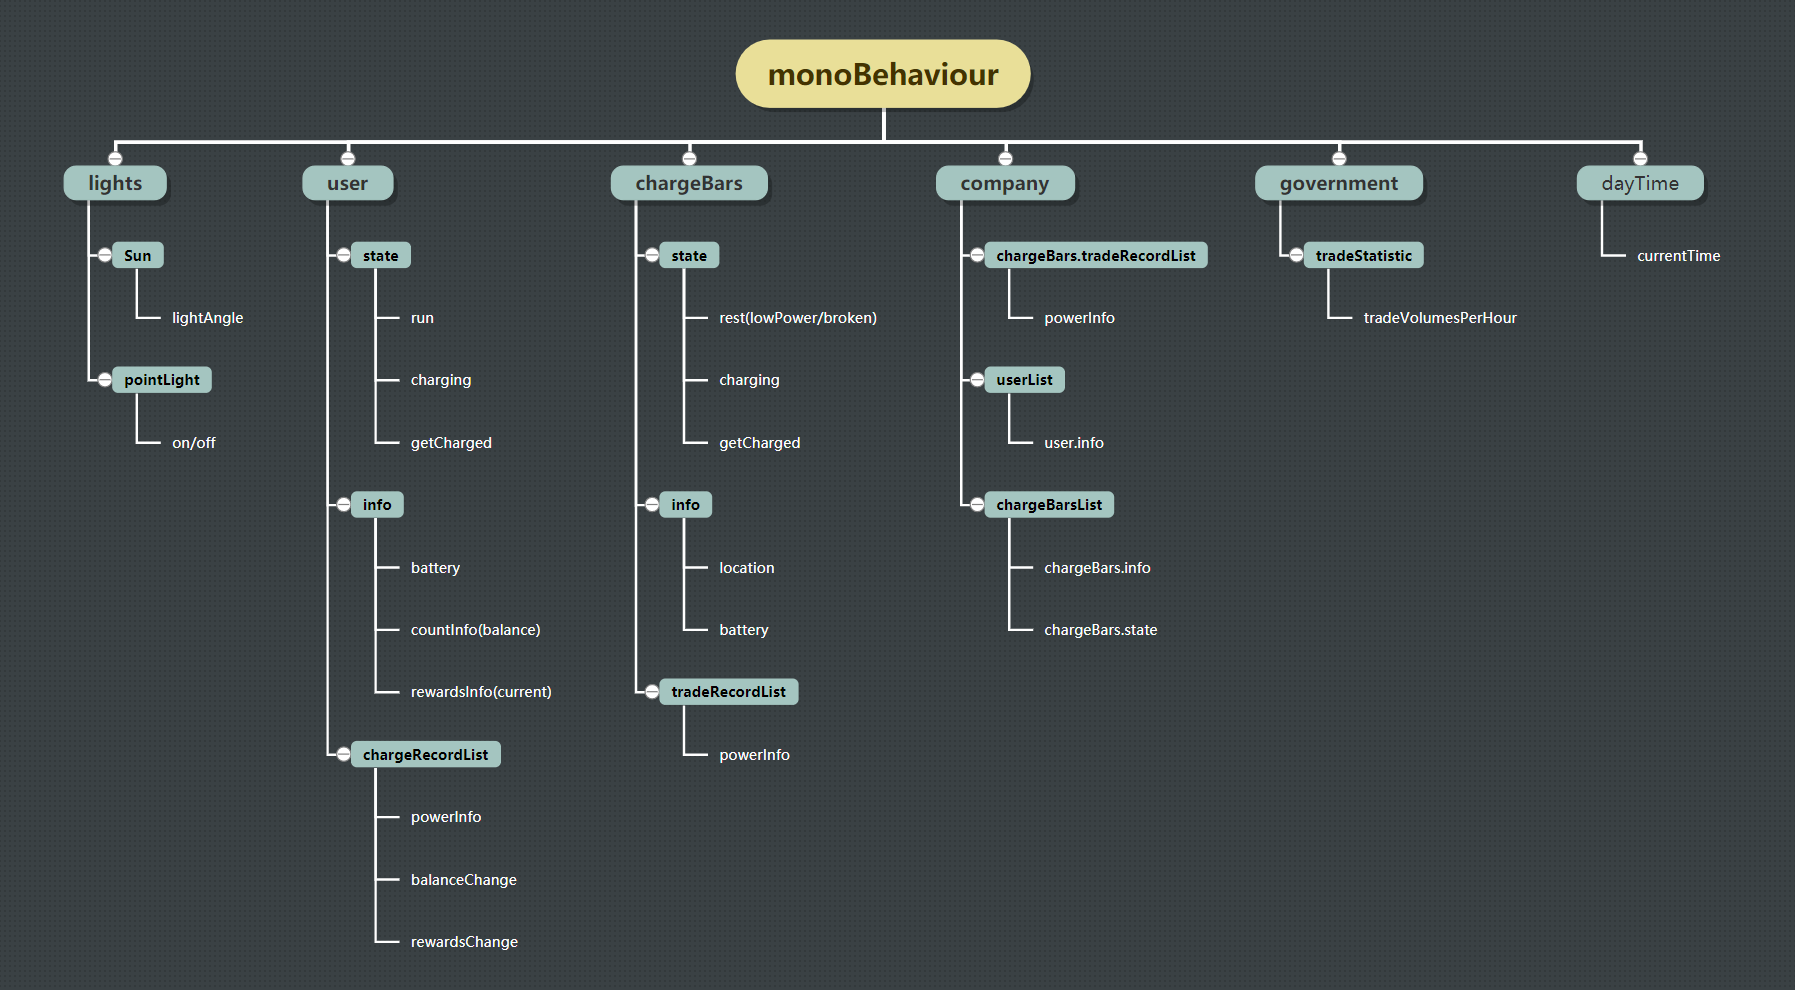 monoBehaviour
lights
Sun
lightAngle
pointLight
on/off
user
state
run
charging
getCharged
info
battery
countInfo(balance)
rewardsInfo(current)
chargeRecordList
powerInfo
balanceChange
rewardsChange
chargeBars
state
rest(lowPower/broken)
charging
getCharged
info
location
battery
tradeRecordList
powerInfo
company
chargeBars.tradeRecordList
powerInfo
userList
user.info
chargeBarsList
chargeBars.info
chargeBars.state
government
tradeStatistic
tradeVolumesPerHour
dayTime
currentTime